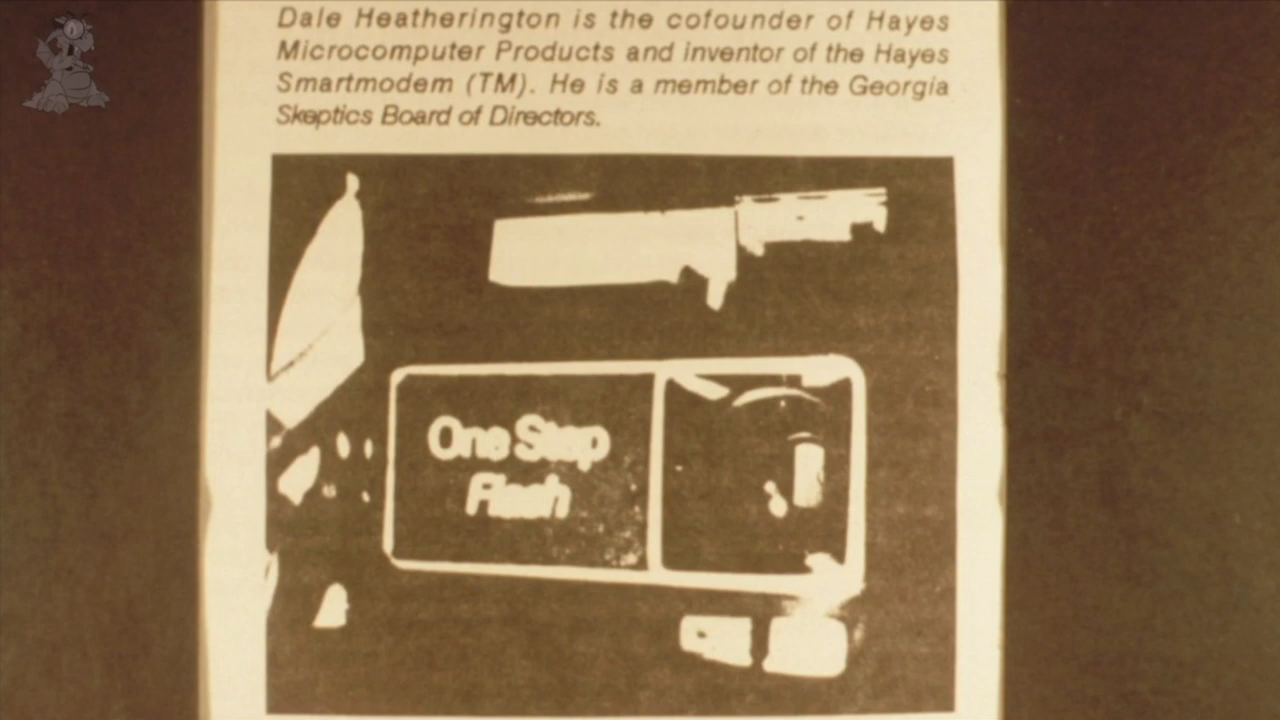 Dale Heatherington is the cofounder of Hayes
Microcomputer Products and inventor of the Hayes
Smartmodem (TM). He is a member of the Georgia
Skeptics Board of Directors.
One Step
Flash